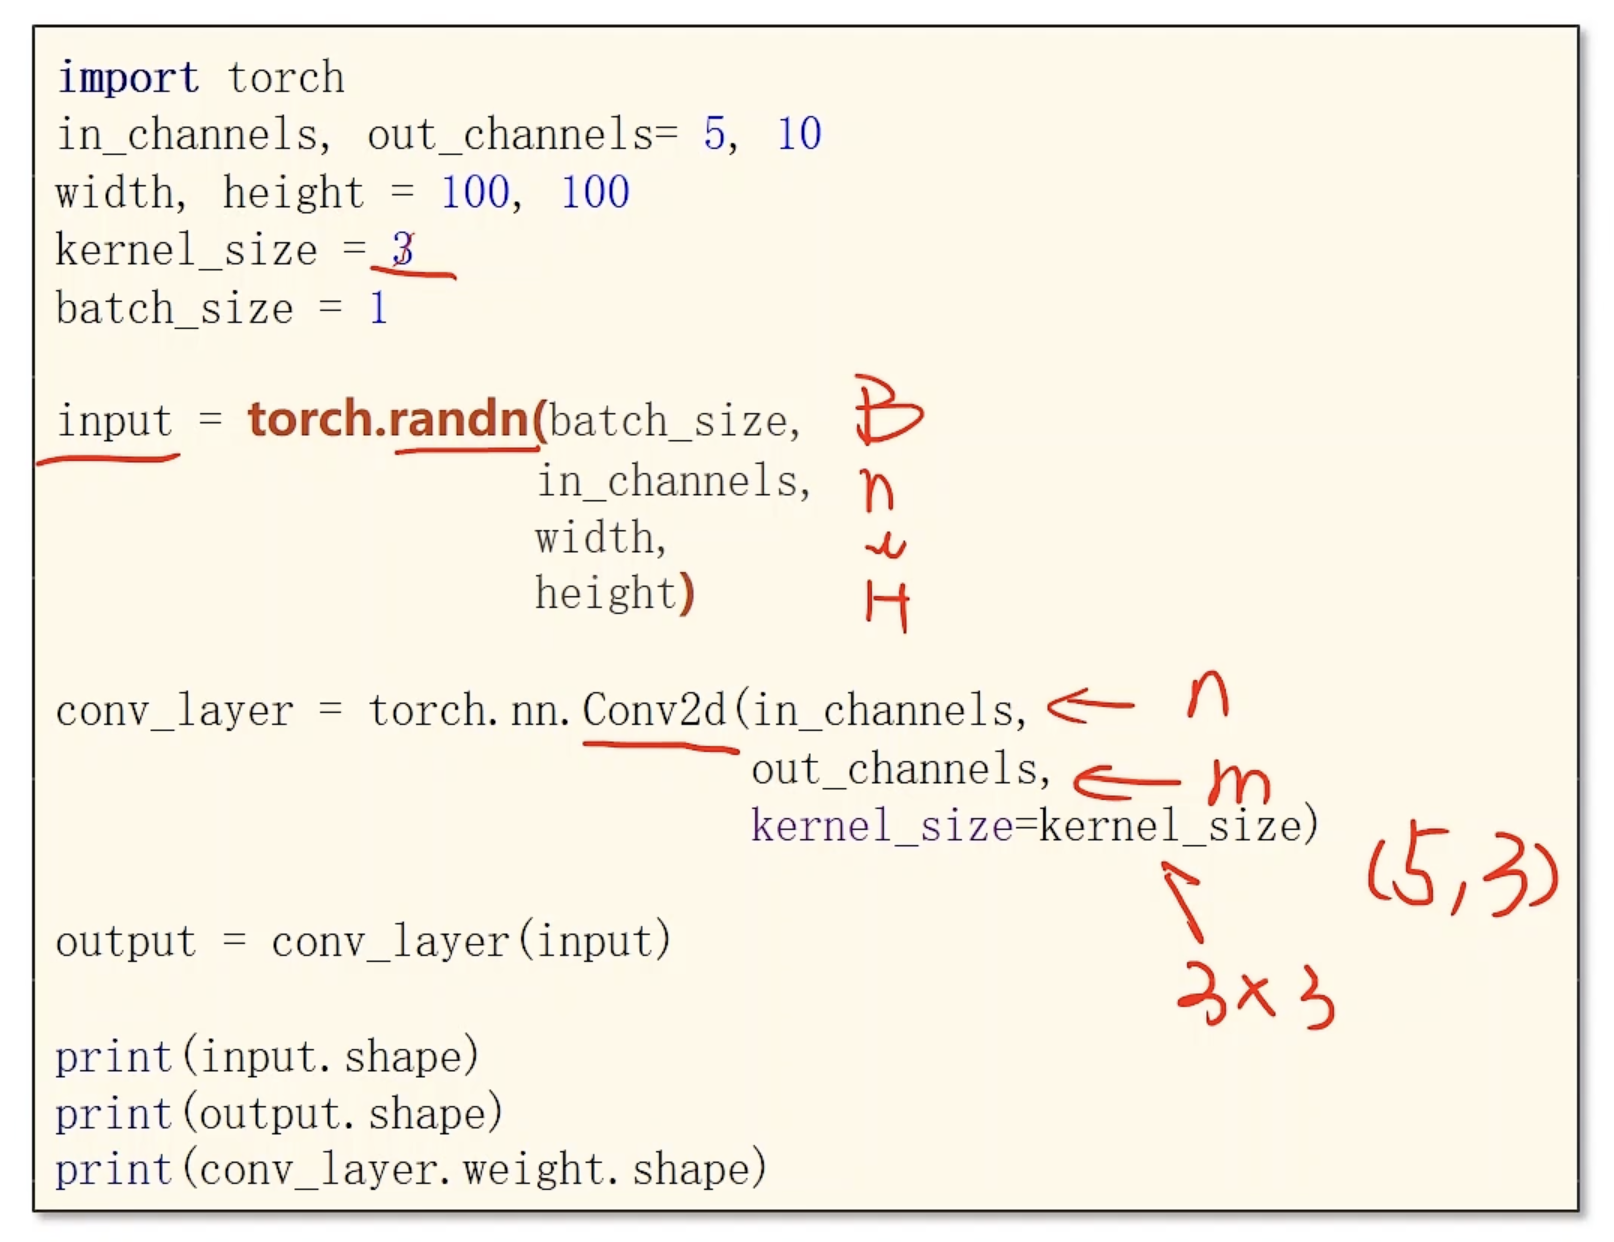 import torch
in_channels, out_channels= 5, 10
width, height = 100, 100
kernel_size = 3
batch_size = 1
input = torch.randn(batch_size, B
in_channels, n
width, w
height) H
conv_layer = torch.nn.Conv2d(in_channels, ← n
out_channels, ← m
kernel_size=kernel_size)
(5,3)
3×3
output = conv_layer(input)
print(input.shape)
print(output.shape)
print(conv_layer.weight.shape)